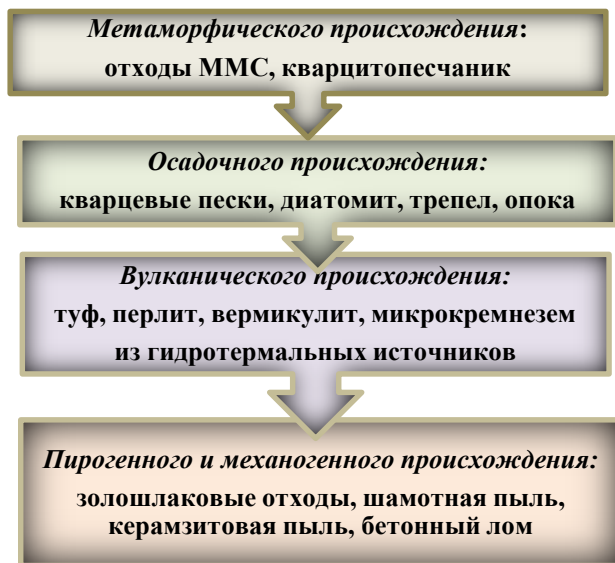 Метаморфического происхождения:
отходы ММС, кварцитопесчаник
Осадочного происхождения:
кварцевые пески, диатомит, трепел, опока
Вулканического происхождения:
туф, перлит, вермикулит, микрокремнезем
из гидротермальных источников
Пирогенного и механогенного происхождения:
золошлаковые отходы, шамотная пыль,
керамзитовая пыль, бетонный лом